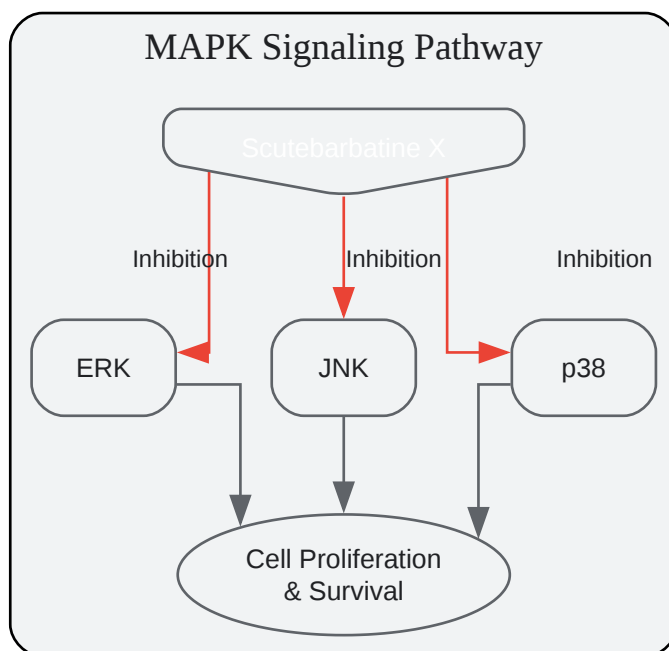 MAPK Signaling Pathway
Scutebarbatine X
Inhibition
Inhibition
Inhibition
ERK
JNK
p38
Cell Proliferation
& Survival